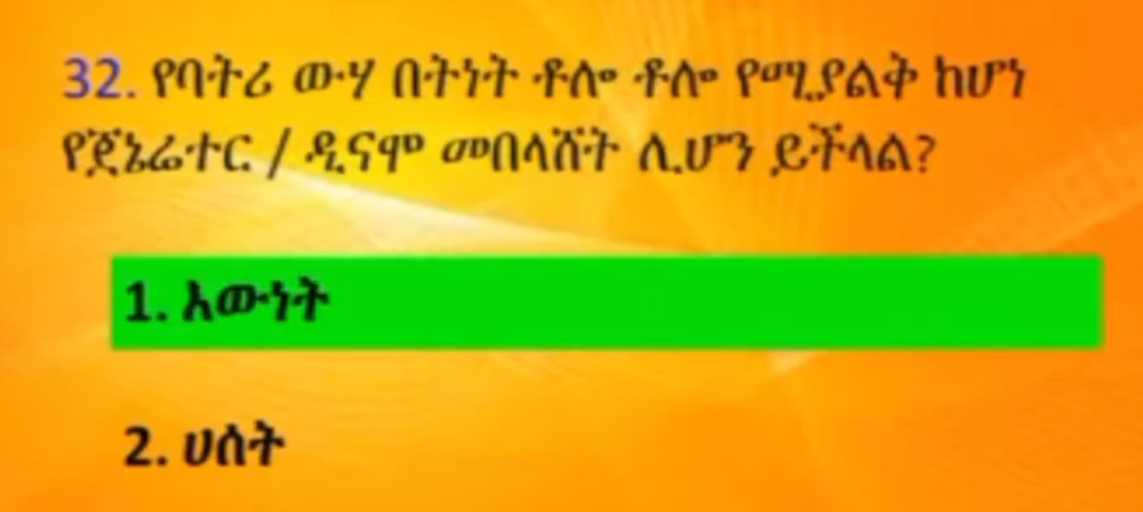 32. የባትሪ ውሃ በትነት ቶሎ ቶሎ የሚያልቅ ከሆነ
የጀኔሬተር / ዲናሞ መበላሸት ሊሆን ይችላል?
1. እውነት
2. ሀሰት